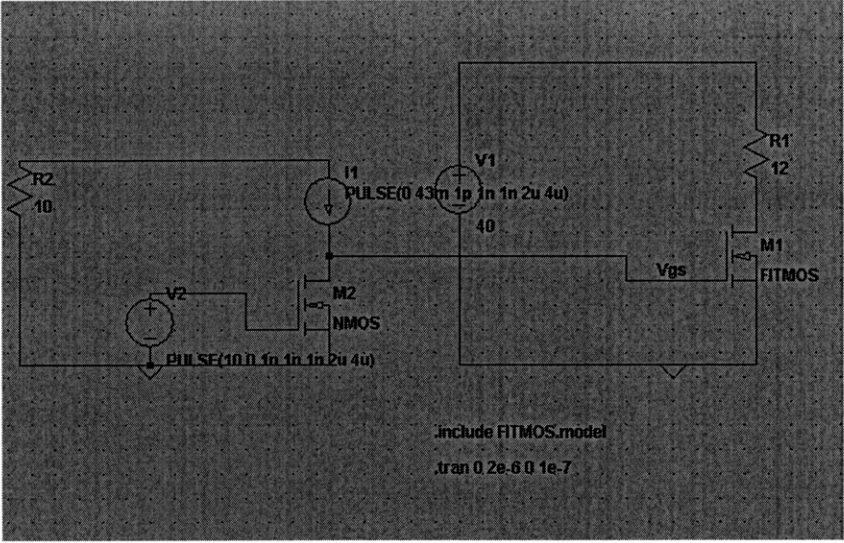 R2
10
I1
PULSE(0 43m 1p 1n 1n 2u 4u)
V1
40
R1
12
M1
FITMOS
Vgs
V2
M2
NMOS
PULSE(10 0 1n 1n 1n 2u 4u)
.include FITMOS.model
.tran 0 2e-6 0 1e-7